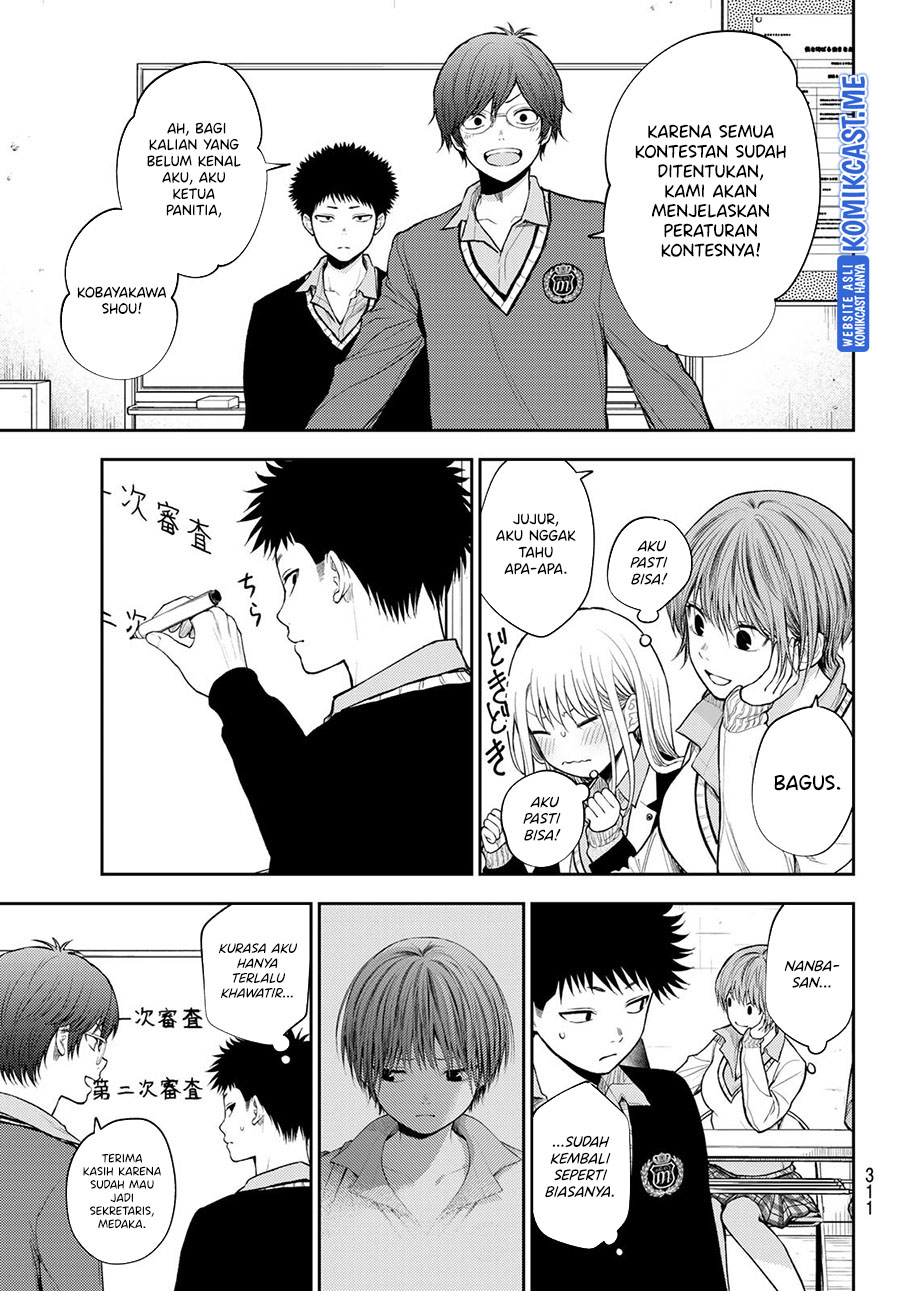 KARENA SEMUA
KONTESTAN SUDAH
DITENTUKAN,
KAMI AKAN
MENJELASKAN
PERATURAN
KONTESNYA!
AH, BAGI
KALIAN YANG
BELUM KENAL
AKU, AKU
KETUA
PANITIA,
KOBAYAKAWA
SHOU!
WEBSITE ASLI
KOMIKCAST HANYA
KOMIKCAST.ME
AKU
PASTI
BISA!
JUJUR,
AKU NGGAK
TAHU
APA-APA.
どきどき
BAGUS.
AKU
PASTI
BISA!
一次審査
二次
ちら
NANBA-
SAN...
...SUDAH
KEMBALI
SEPERTI
BIASANYA.
KURASA AKU
HANYA
TERLALU
KHAWATIR...
一次審査
第二次審査
TERIMA
KASIH KARENA
SUDAH MAU
JADI
SEKRETARIS,
MEDAKA.
311